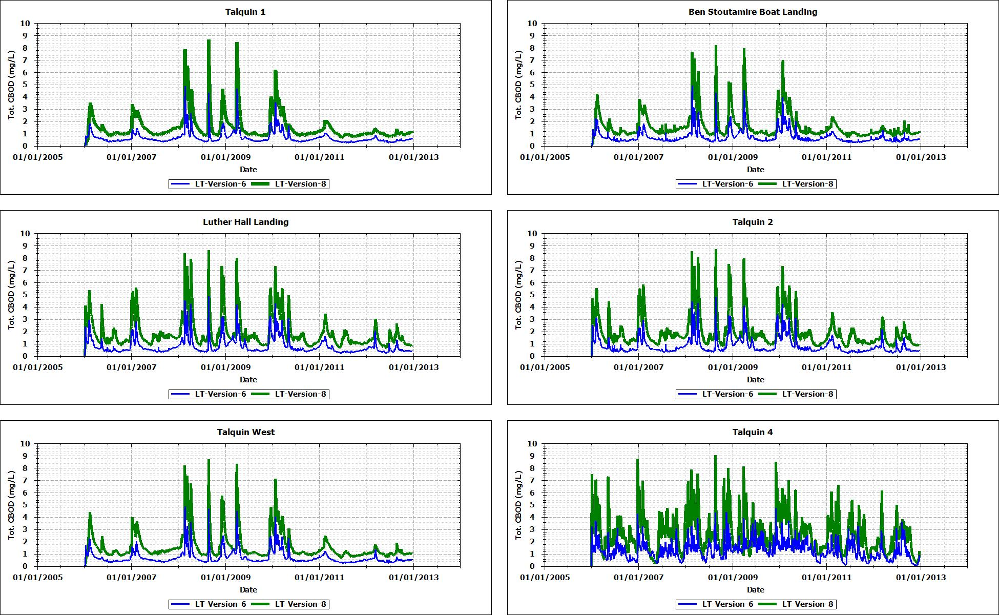 Talquin 1
Tot. CBOD (mg/L)
10
9
8
7
6
5
4
3
2
1
0
01/01/2005 01/01/2007 01/01/2009 01/01/2011 01/01/2013
Date
LT-Version-6 LT-Version-8
Ben Stoutamire Boat Landing
Tot. CBOD (mg/L)
10
9
8
7
6
5
4
3
2
1
0
01/01/2005 01/01/2007 01/01/2009 01/01/2011 01/01/2013
Date
LT-Version-6 LT-Version-8
Luther Hall Landing
Tot. CBOD (mg/L)
10
9
8
7
6
5
4
3
2
1
0
01/01/2005 01/01/2007 01/01/2009 01/01/2011 01/01/2013
Date
LT-Version-6 LT-Version-8
Talquin 2
Tot. CBOD (mg/L)
10
9
8
7
6
5
4
3
2
1
0
01/01/2005 01/01/2007 01/01/2009 01/01/2011 01/01/2013
Date
LT-Version-6 LT-Version-8
Talquin West
Tot. CBOD (mg/L)
10
9
8
7
6
5
4
3
2
1
0
01/01/2005 01/01/2007 01/01/2009 01/01/2011 01/01/2013
Date
LT-Version-6 LT-Version-8
Talquin 4
Tot. CBOD (mg/L)
10
9
8
7
6
5
4
3
2
1
0
01/01/2005 01/01/2007 01/01/2009 01/01/2011 01/01/2013
Date
LT-Version-6 LT-Version-8